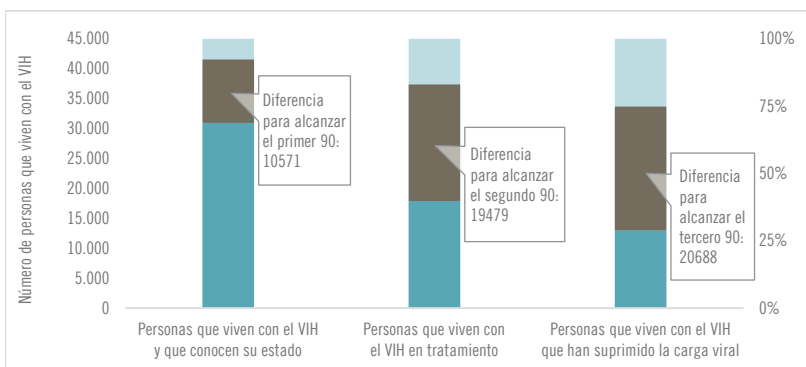 Número de personas que viven con el VIH
45.000
40.000
35.000
30.000
25.000
20.000
15.000
10.000
5.000
0
100%
75%
50%
25%
0%
Diferencia
para alcanzar
el primer 90:
10571
Diferencia
para alcanzar
el segundo 90:
19479
Diferencia
para
alcanzar el
tercero 90:
20688
Personas que viven con el VIH
y que conocen su estado
Personas que viven con
el VIH en tratamiento
Personas que viven con el VIH
que han suprimido la carga viral